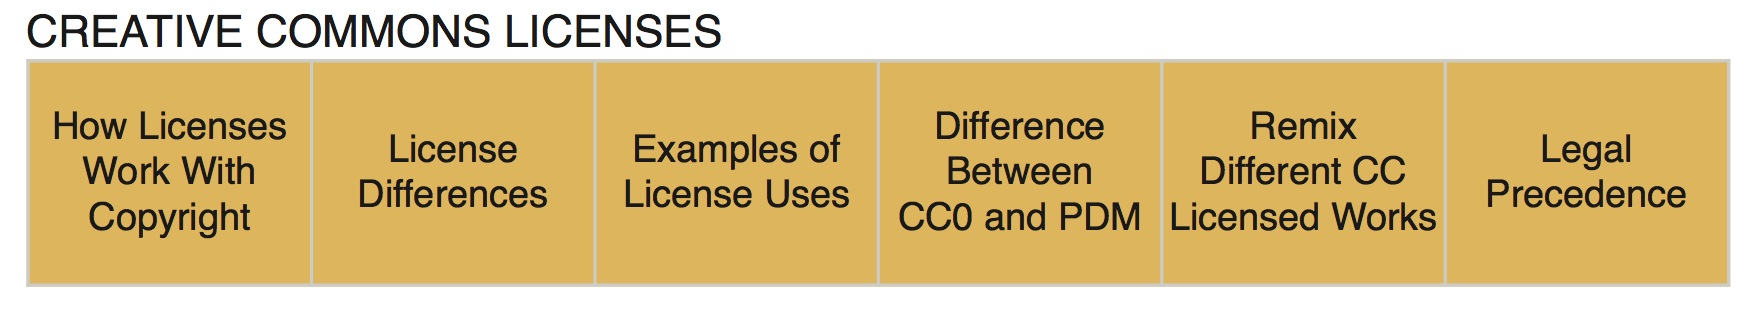 CREATIVE COMMONS LICENSES
How Licenses
Work With
Copyright
License
Differences
Examples of
License Uses
Difference
Between
CC0 and PDM
Remix
Different CC
Licensed Works
Legal
Precedence